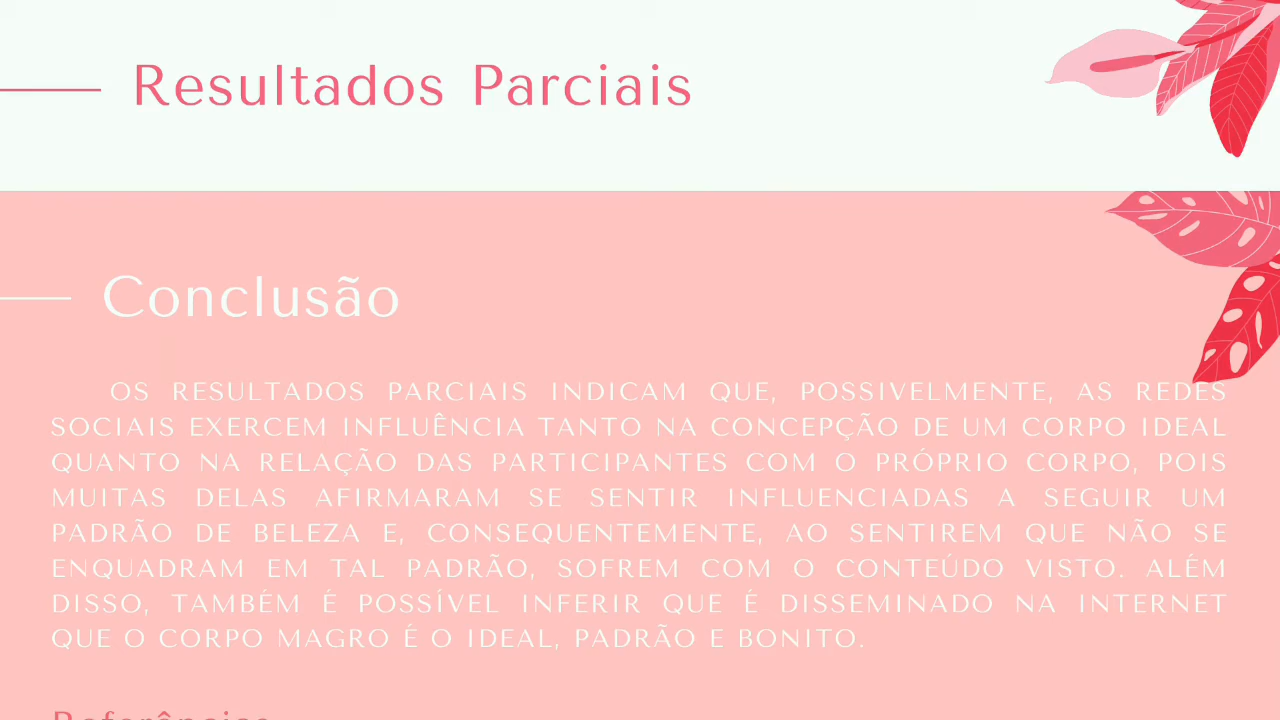 Resultados Parciais
Conclusão
OS RESULTADOS PARCIAIS INDICAM QUE, POSSIVELMENTE, AS REDES
SOCIAIS EXERCEM INFLUÊNCIA TANTO NA CONCEPÇÃO DE UM CORPO IDEAL
QUANTO NA RELAÇÃO DAS PARTICIPANTES COM O PRÓPRIO CORPO, POIS
MUITAS DELAS AFIRMARAM SE SENTIR INFLUENCIADAS A SEGUIR UM
PADRÃO DE BELEZA E, CONSEQUENTEMENTE, AO SENTIREM QUE NÃO SE
ENQUADRAM EM TAL PADRÃO, SOFREM COM O CONTEÚDO VISTO. ALÉM
DISSO, TAMBÉM É POSSÍVEL INFERIR QUE É DISSEMINADO NA INTERNET
QUE O CORPO MAGRO É O IDEAL, PADRÃO E BONITO.
Referências